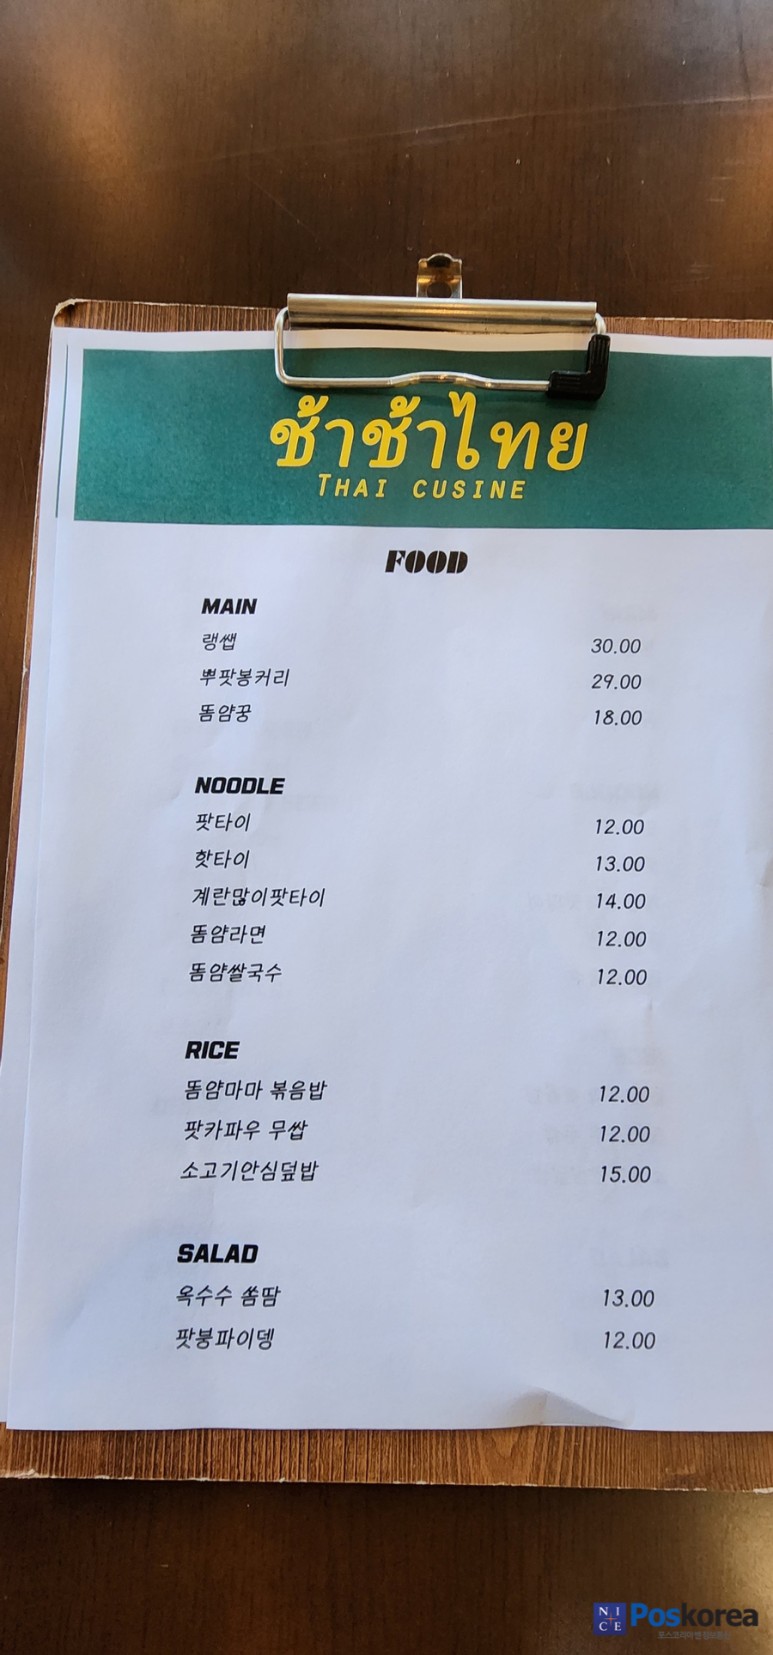 ช้าช้าไทย
THAI CUSINE
FOOD
MAIN
랭쌥 30.00
뿌팟봉커리 29.00
똠얌꿍 18.00
NOODLE
팟타이 12.00
핫타이 13.00
계란많이팟타이 14.00
똠얌라면 12.00
똠얌쌀국수 12.00
RICE
똠얌마마 볶음밥 12.00
팟카파우 무쌉 12.00
소고기안심덮밥 15.00
SALAD
옥수수 쏨땀 13.00
팟붕파이뎅 12.00
NICE Poskorea